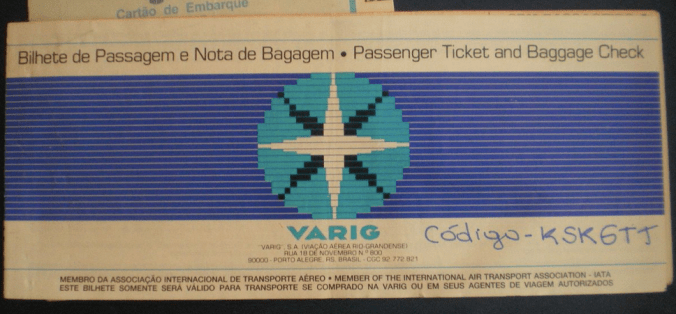 Cartão de Embarque
Bilhete de Passagem e Nota de Bagagem • Passenger Ticket and Baggage Check
VARIG
"VARIG", S.A. (VIAÇÃO AÉREA RIO-GRANDENSE)
RUA 18 DE NOVEMBRO N.º 800
90000 - PORTO ALEGRE, RS, BRASIL - CGC 92 772 821
Código - KSK6TJ
MEMBRO DA ASSOCIAÇÃO INTERNACIONAL DE TRANSPORTE AÉREO • MEMBER OF THE INTERNATIONAL AIR TRANSPORT ASSOCIATION - IATA
ESTE BILHETE SOMENTE SERÁ VÁLIDO PARA TRANSPORTE SE COMPRADO NA VARIG OU EM SEUS AGENTES DE VIAGEM AUTORIZADOS